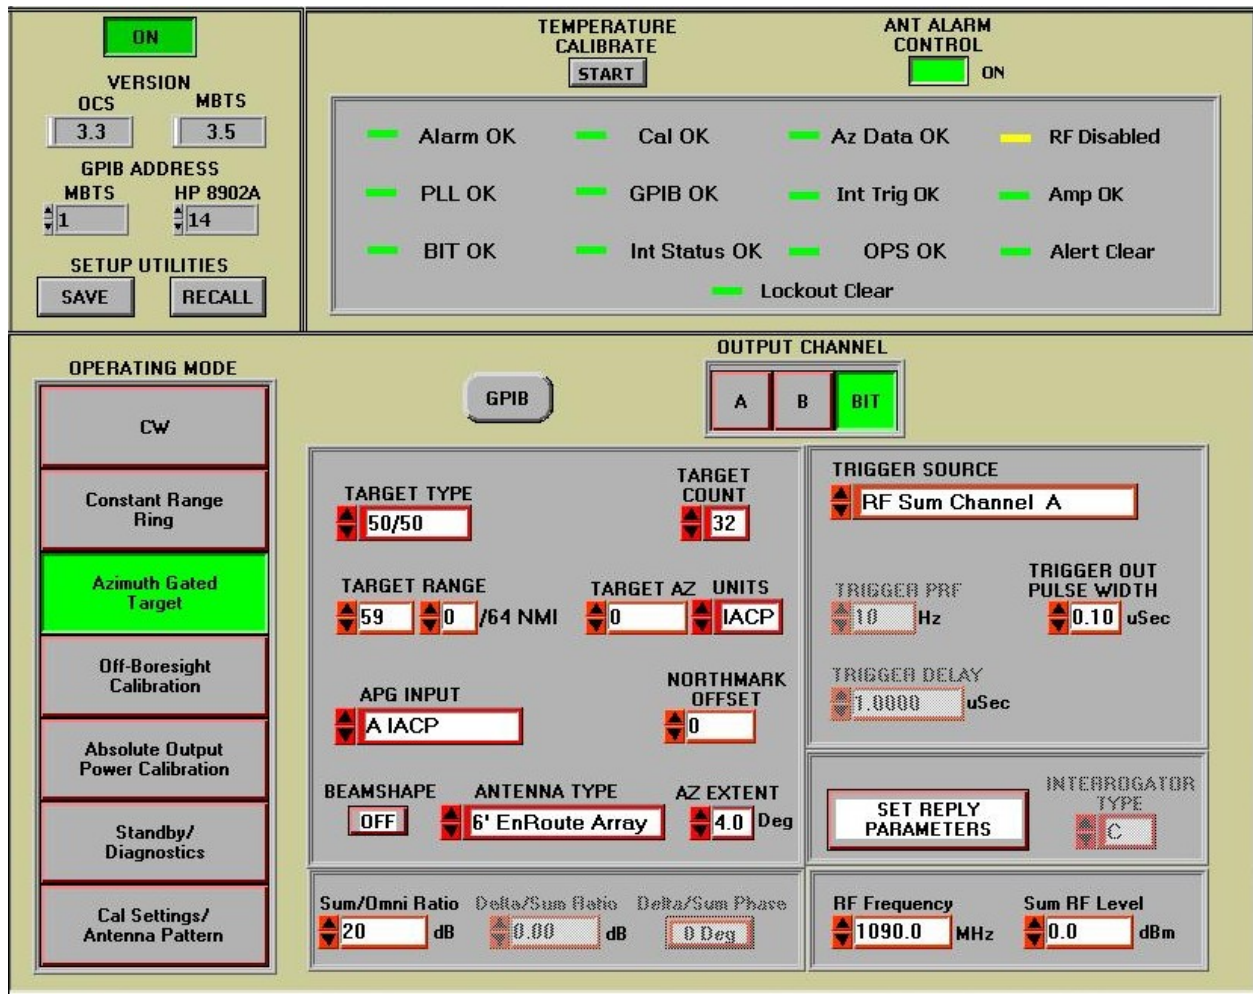 ON
VERSION
OCS MBTS
3.3 3.5
GPIB ADDRESS
MBTS HP 8902A
1 14
SETUP UTILITIES
SAVE RECALL
TEMPERATURE
CALIBRATE
START
ANT ALARM
CONTROL
ON
Alarm OK Cal OK Az Data OK RF Disabled
PLL OK GPIB OK Int Trig OK Amp OK
BIT OK Int Status OK OPS OK Alert Clear
Lockout Clear
OPERATING MODE
CW
Constant Range
Ring
Azimuth Gated
Target
Off-Boresight
Calibration
Absolute Output
Power Calibration
Standby/
Diagnostics
Cal Settings/
Antenna Pattern
GPIB
OUTPUT CHANNEL
A B BIT
TARGET TYPE
50/50
TARGET
COUNT
32
TARGET RANGE
59 0 /64 NMI
TARGET AZ UNITS
0 IACP
APG INPUT
A IACP
NORTHMARK
OFFSET
0
BEAMSHAPE
OFF
ANTENNA TYPE
6' EnRoute Array
AZ EXTENT
4.0 Deg
TRIGGER SOURCE
RF Sum Channel A
TRIGGER PRF
10 Hz
TRIGGER OUT
PULSE WIDTH
0.10 uSec
TRIGGER DELAY
1.0000 uSec
SET REPLY
PARAMETERS
INTERROGATOR
TYPE
C
Sum/Omni Ratio
20 dB
Delta/Sum Ratio
0.00 dB
Delta/Sum Phase
0 Deg
RF Frequency
1090.0 MHz
Sum RF Level
0.0 dBm